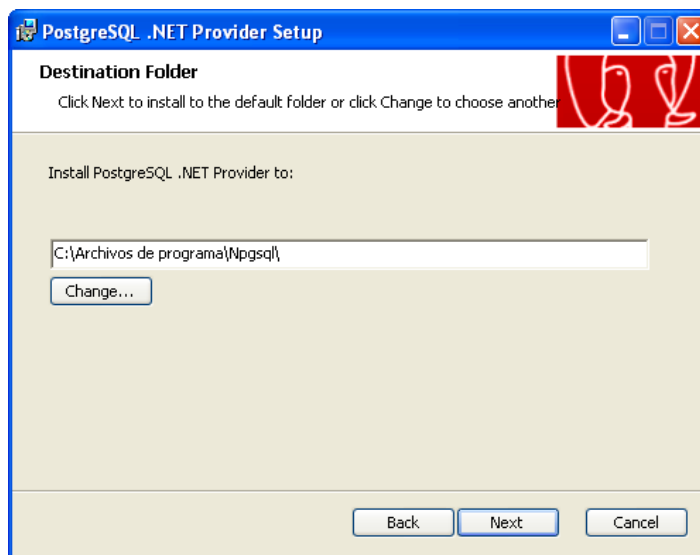 PostgreSQL .NET Provider Setup
Destination Folder
Click Next to install to the default folder or click Change to choose another
Install PostgreSQL .NET Provider to:
C:\Archivos de programa\Npgsql\
Change...
Back Next Cancel